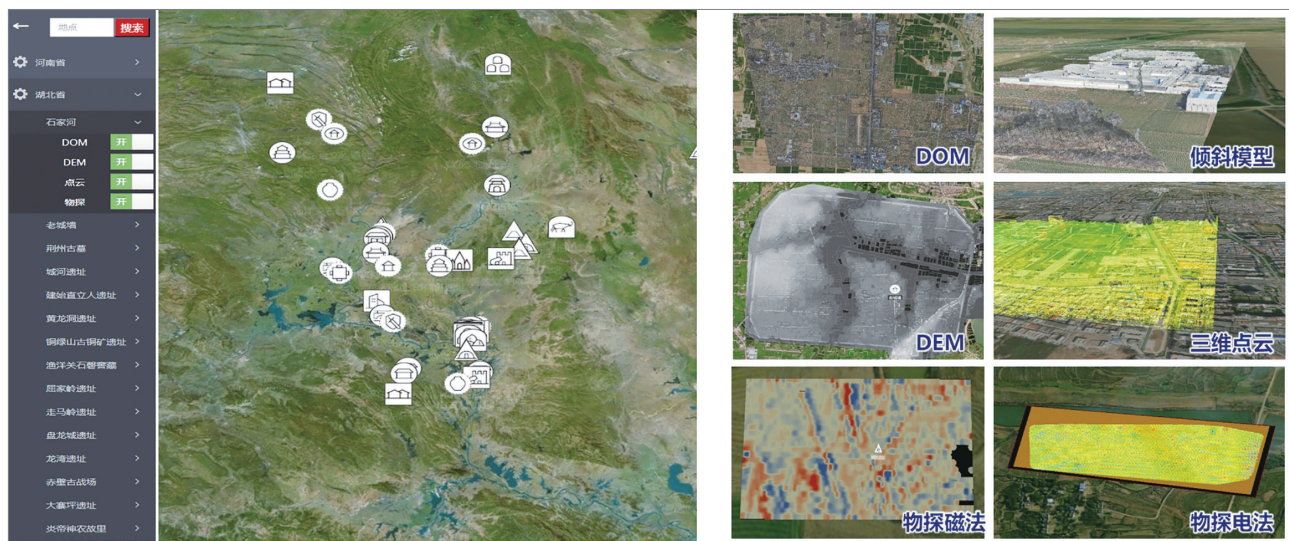 地点
搜索
河南省
湖北省
石家河
DOM 开
DEM 开
点云 开
物探 开
老城墙
荆州古墓
城河遗址
建始直立人遗址
黄龙洞遗址
铜绿山古铜矿遗址
渔洋关石磬窖藏
屈家岭遗址
走马岭遗址
盘龙城遗址
龙湾遗址
赤壁古战场
大寨坪遗址
炎帝神农故里
DOM
倾斜模型
DEM
三维点云
物探磁法
物探电法